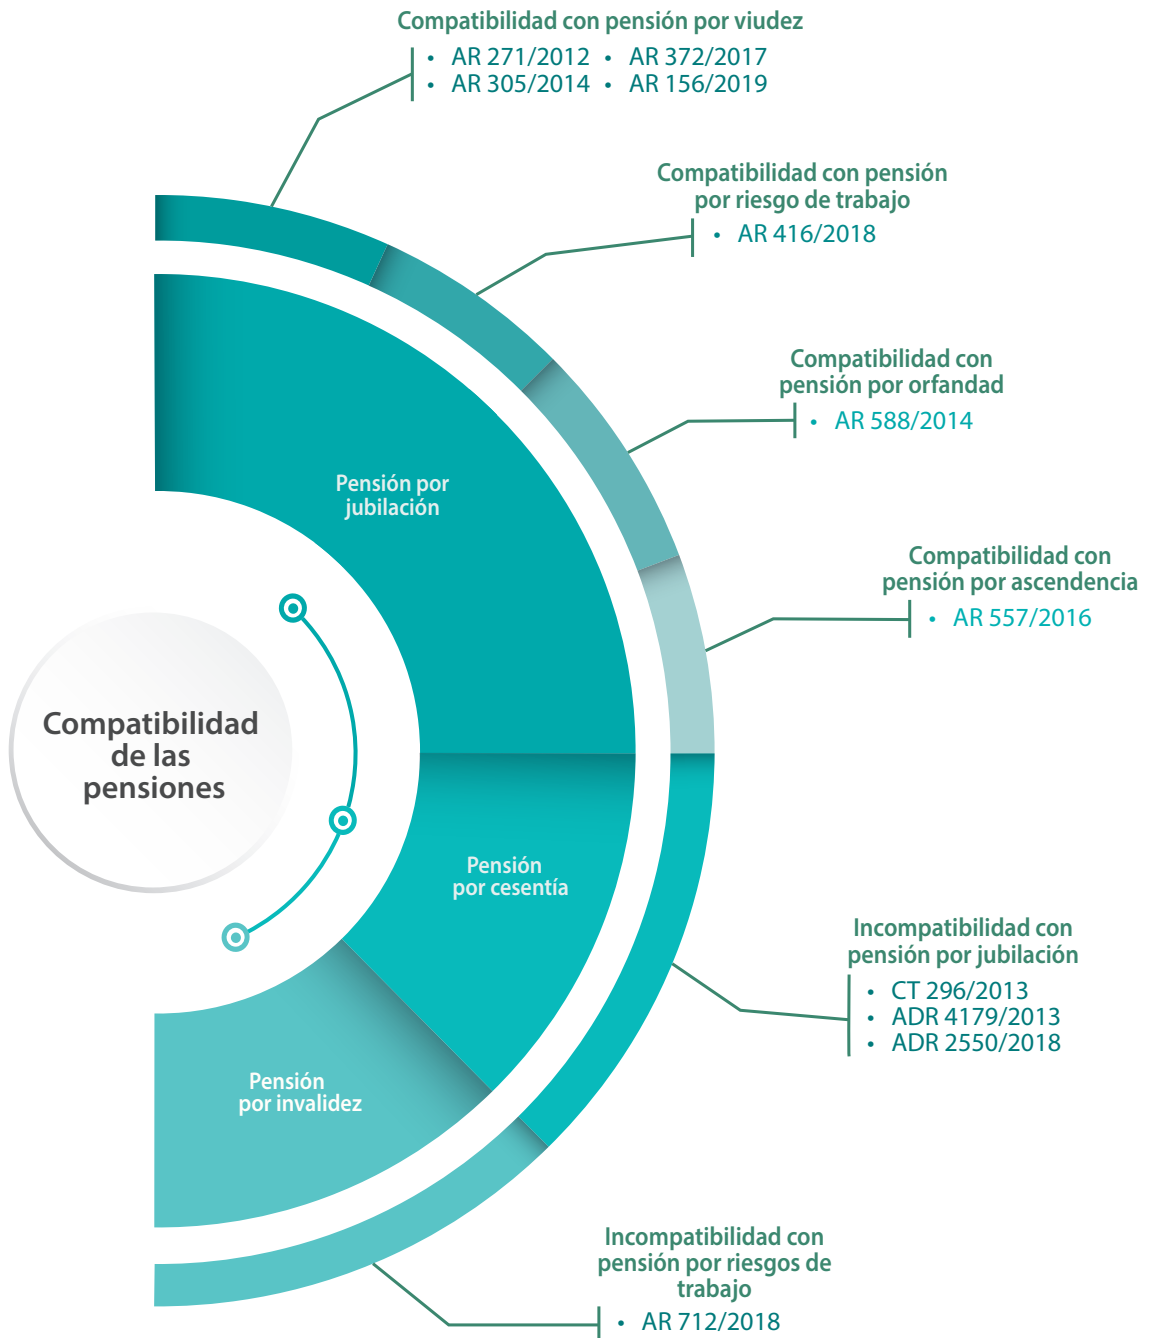 Compatibilidad con pensión por viudez
• AR 271/2012 • AR 372/2017
• AR 305/2014 • AR 156/2019
Compatibilidad con pensión
por riesgo de trabajo
• AR 416/2018
Compatibilidad con
pensión por orfandad
• AR 588/2014
Pensión por
jubilación
Compatibilidad con
pensión por ascendencia
• AR 557/2016
Compatibilidad
de las
pensiones
Pensión
por cesentía
Incompatibilidad con
pensión por jubilación
• CT 296/2013
• ADR 4179/2013
• ADR 2550/2018
Pensión
por invalidez
Incompatibilidad con
pensión por riesgos de
trabajo
• AR 712/2018